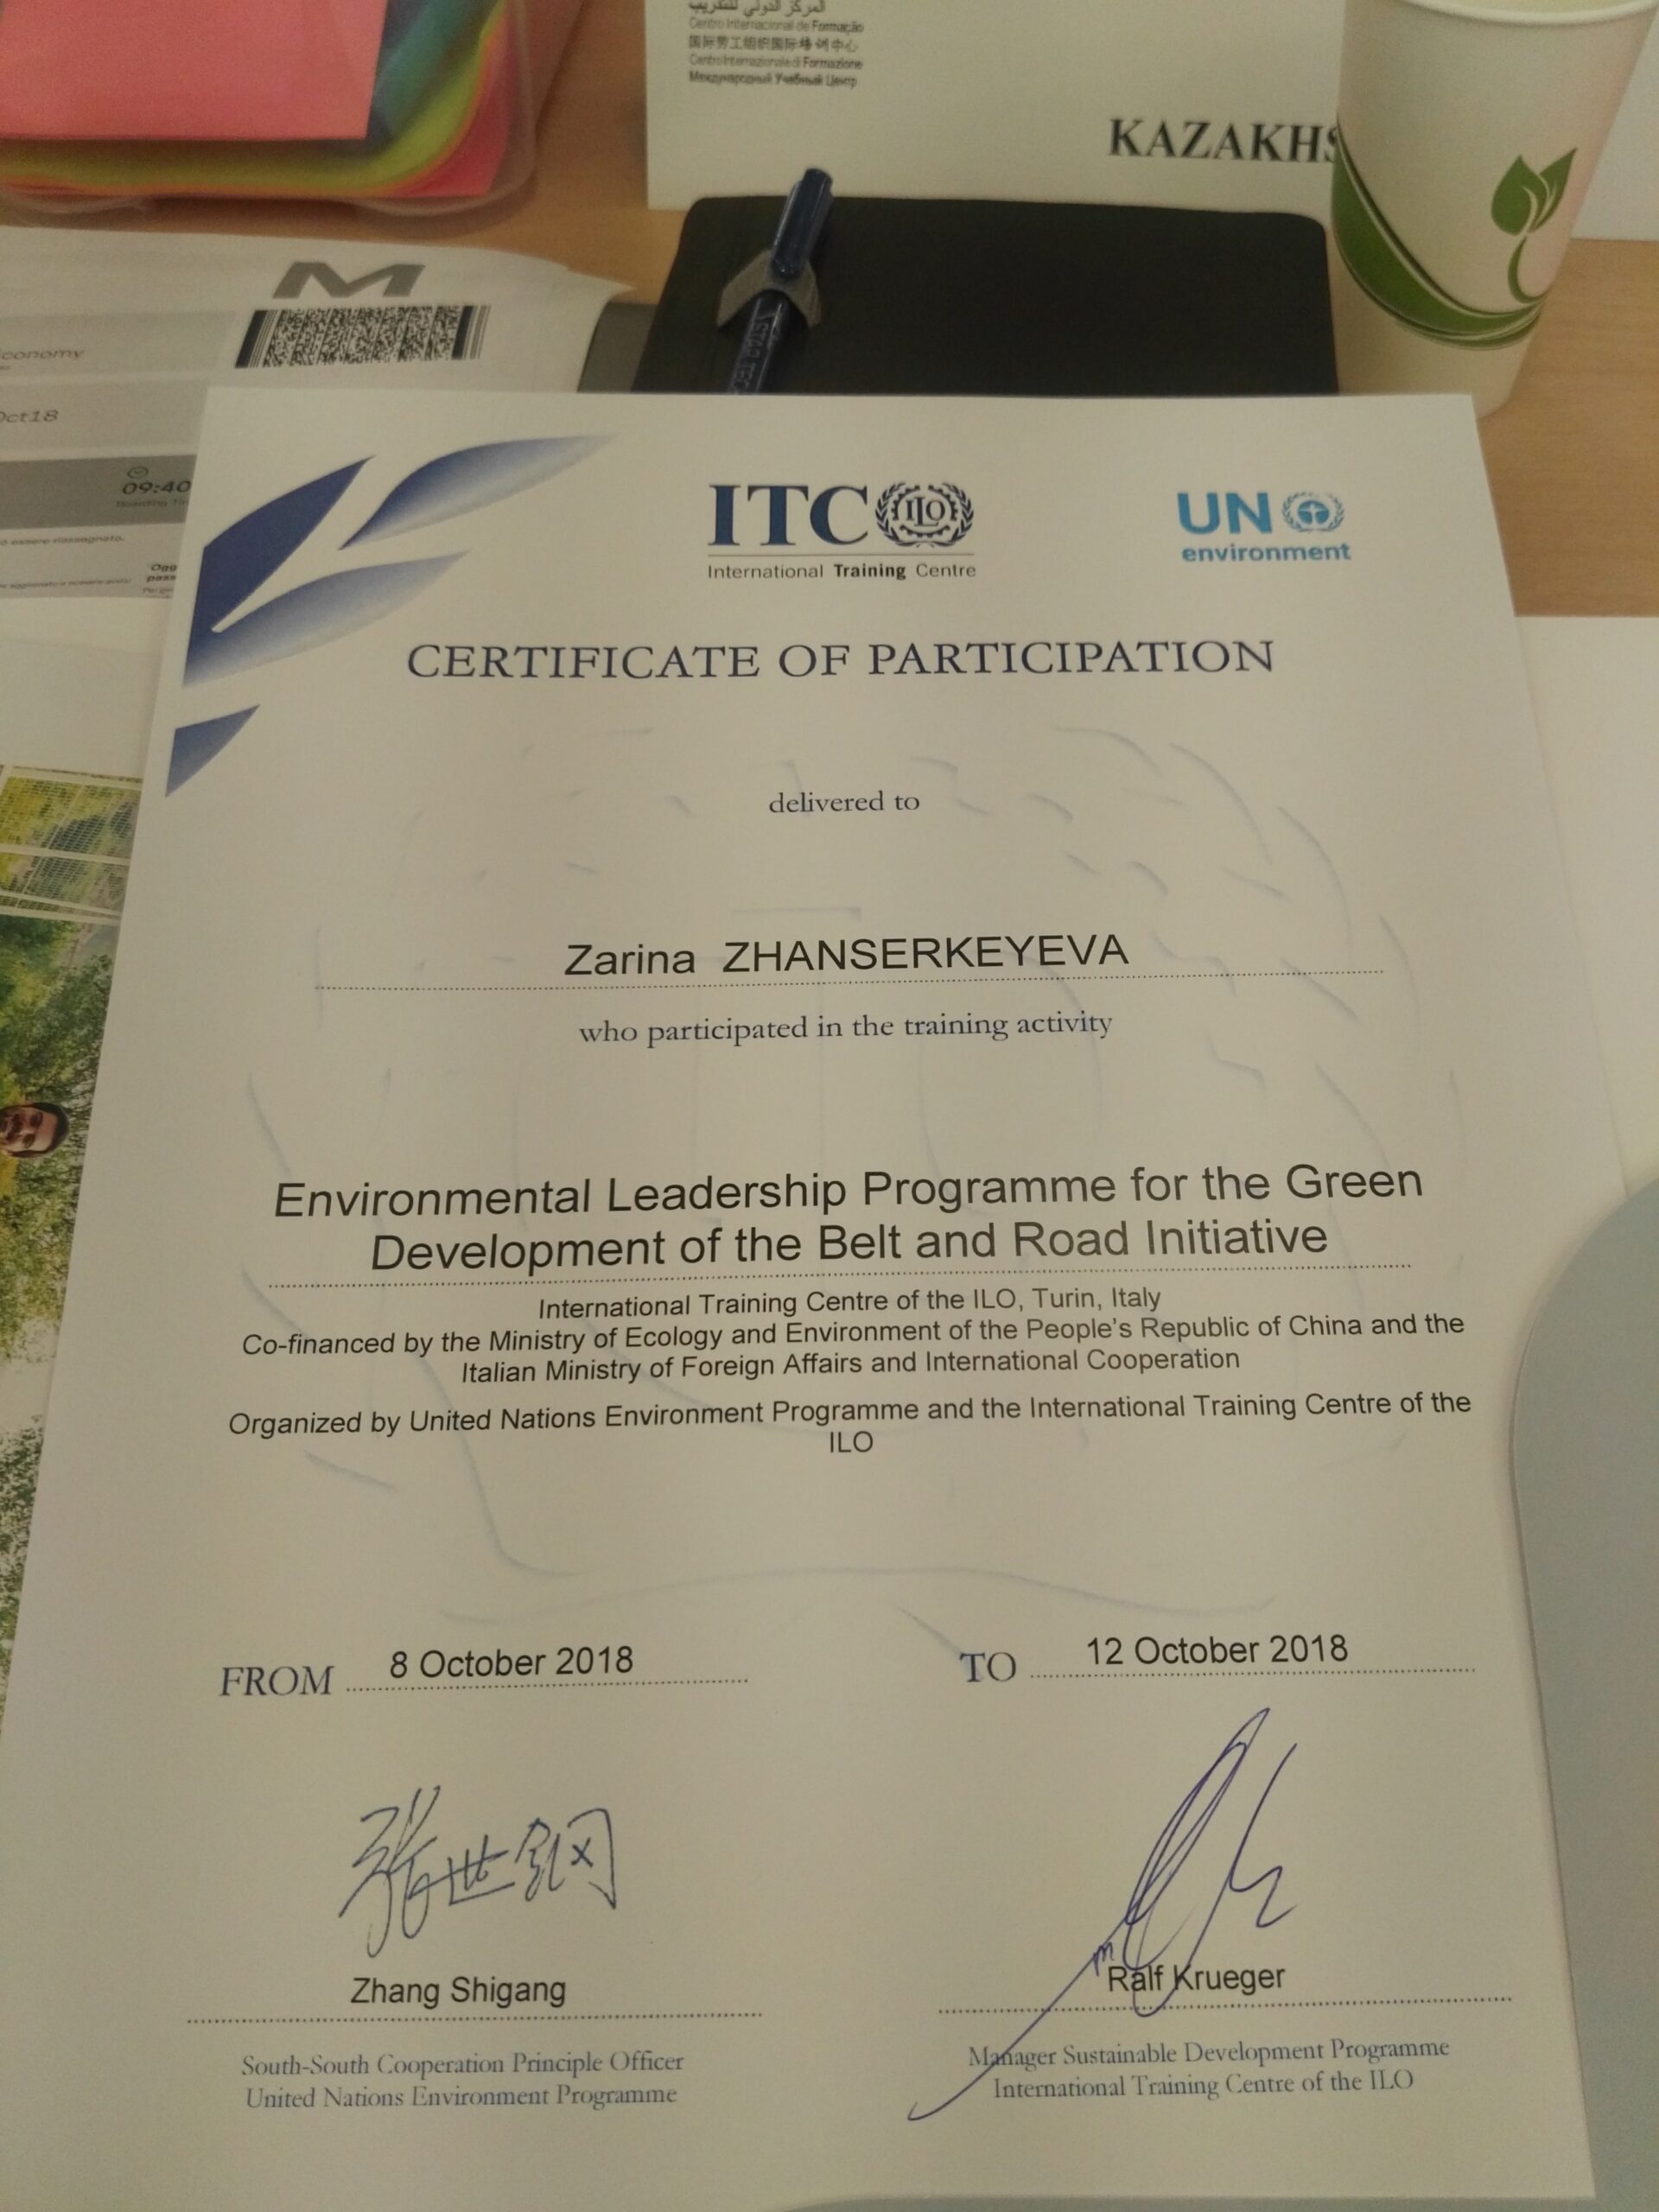 المركز الدولي للتدريب
Centro Internacional de Formação
国际劳工组织国际培训中心
Centro Internazionale di Formazione
Международный Учебный Центр
KAZAKHS
M
conomy
Oct18
09:40
Boarding
essere riassegnato.
Ogg
pass
ITC ILO
International Training Centre
UN
environment
CERTIFICATE OF PARTICIPATION
delivered to
Zarina ZHANSERKEYEVA
who participated in the training activity
Environmental Leadership Programme for the Green
Development of the Belt and Road Initiative
International Training Centre of the ILO, Turin, Italy
Co-financed by the Ministry of Ecology and Environment of the People's Republic of China and the
Italian Ministry of Foreign Affairs and International Cooperation
Organized by United Nations Environment Programme and the International Training Centre of the
ILO
FROM 8 October 2018 TO 12 October 2018
张世钢
Zhang Shigang
Ralf Krueger
South-South Cooperation Principle Officer
United Nations Environment Programme
Manager Sustainable Development Programme
International Training Centre of the ILO